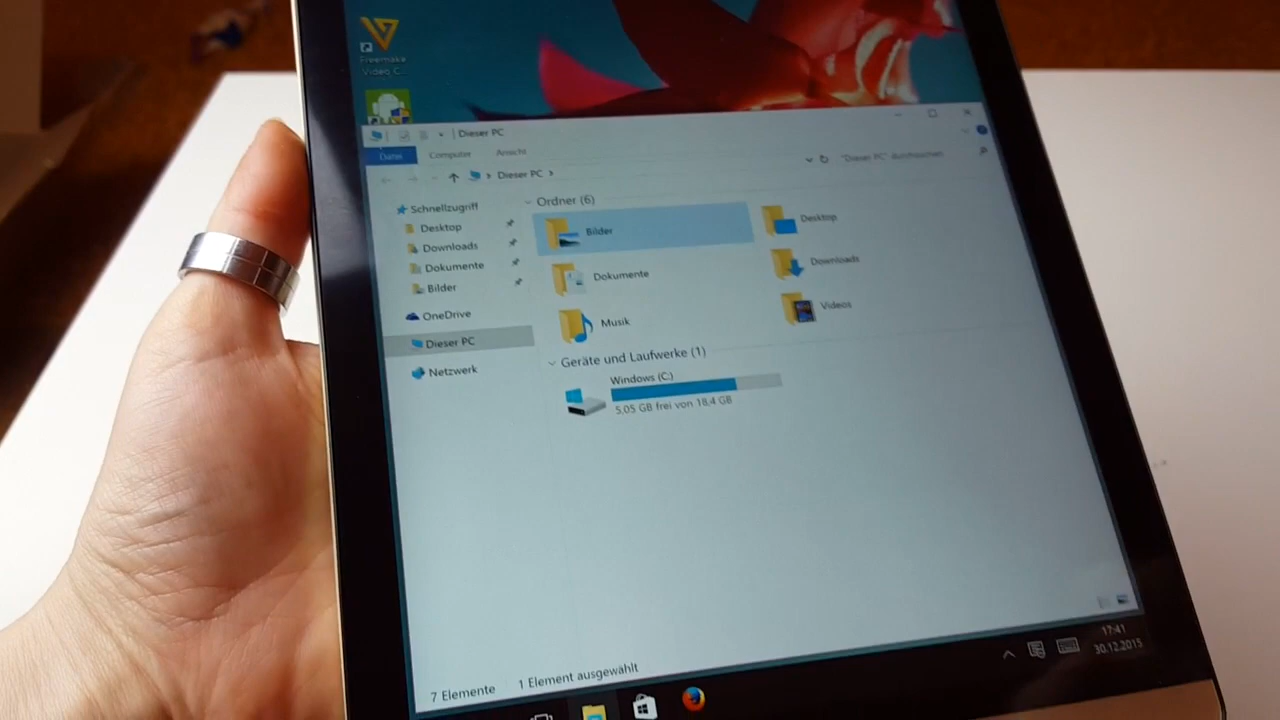 Freemake
Video C...
Dieser PC
Datei
Computer
Ansicht
Dieser PC
"Dieser PC" durchsuchen
Schnellzugriff
Desktop
Downloads
Dokumente
Bilder
OneDrive
Dieser PC
Netzwerk
Ordner (6)
Bilder
Desktop
Dokumente
Downloads
Musik
Videos
Geräte und Laufwerke (1)
Windows (C:)
5,05 GB frei von 18,4 GB
7 Elemente
1 Element ausgewählt
17:41
30.12.2015